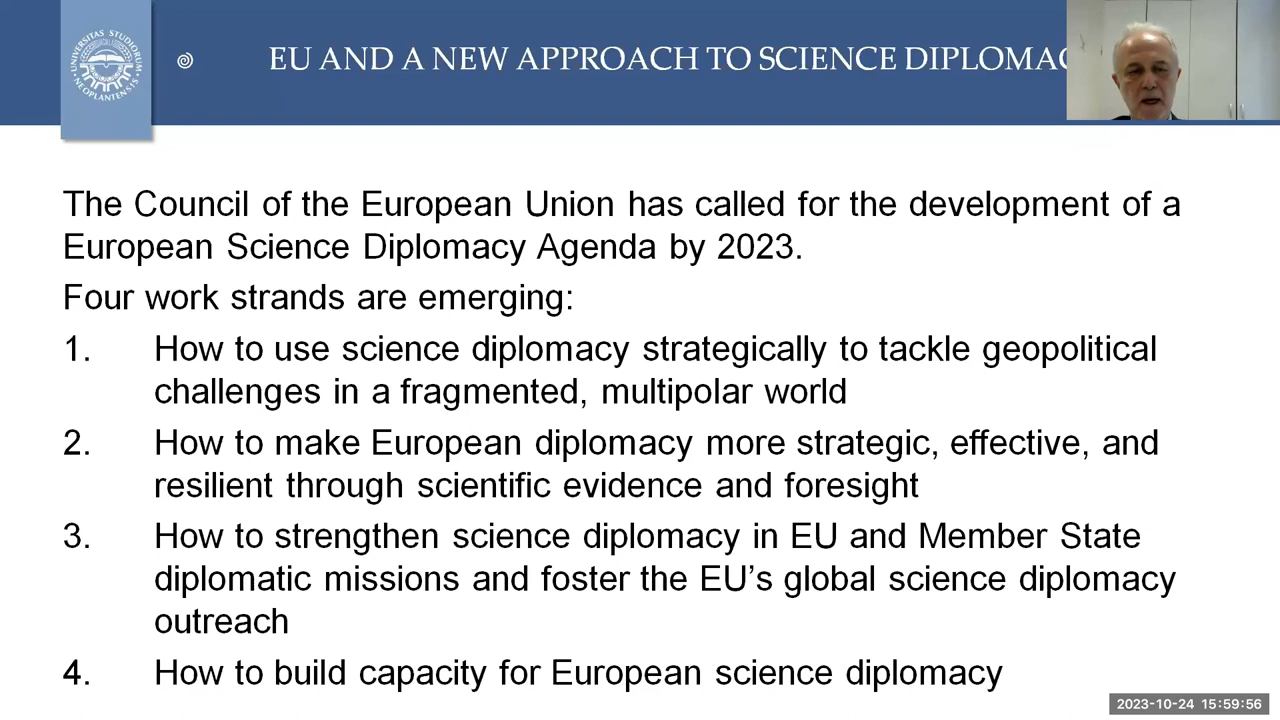 UNIVERSITAS STUDIORUM
NEOPLANTENSIS
EU AND A NEW APPROACH TO SCIENCE DIPLOMAC
The Council of the European Union has called for the development of a
European Science Diplomacy Agenda by 2023.
Four work strands are emerging:
1. How to use science diplomacy strategically to tackle geopolitical
challenges in a fragmented, multipolar world
2. How to make European diplomacy more strategic, effective, and
resilient through scientific evidence and foresight
3. How to strengthen science diplomacy in EU and Member State
diplomatic missions and foster the EU’s global science diplomacy
outreach
4. How to build capacity for European science diplomacy
2023-10-24 15:59:56